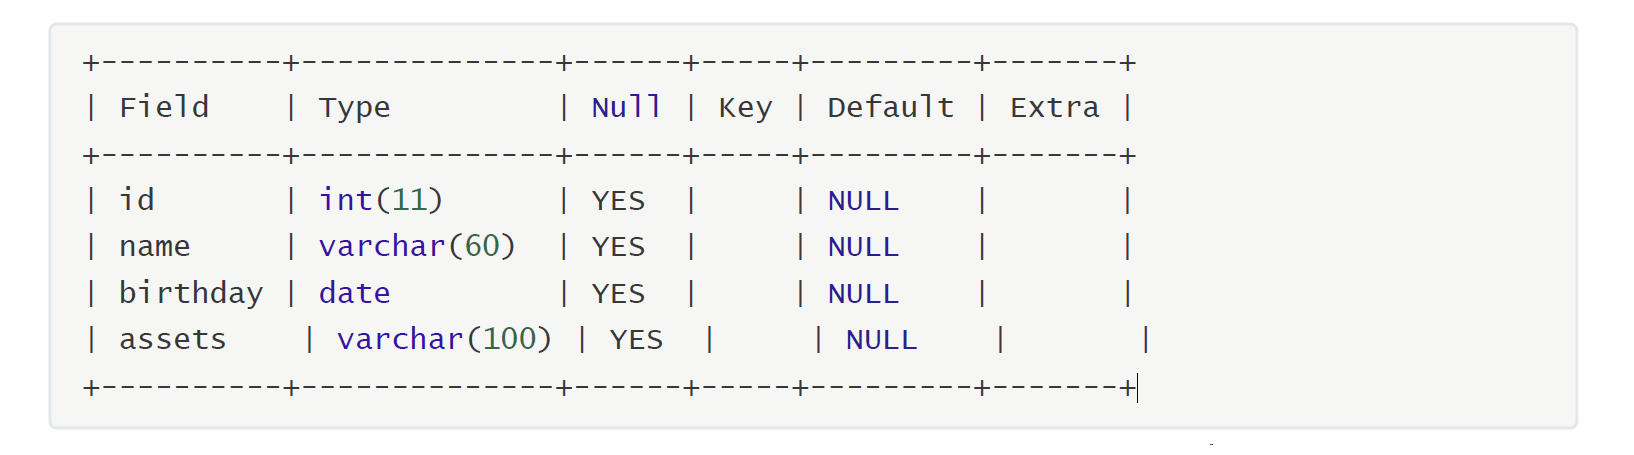 +----------+--------------+------+-----+---------+-------+
| Field    | Type         | Null | Key | Default | Extra |
+----------+--------------+------+-----+---------+-------+
| id       | int(11)      | YES  |     | NULL    |       |
| name     | varchar(60)  | YES  |     | NULL    |       |
| birthday | date         | YES  |     | NULL    |       |
| assets    | varchar(100) | YES  |     | NULL    |       |
+----------+--------------+------+-----+---------+-------+